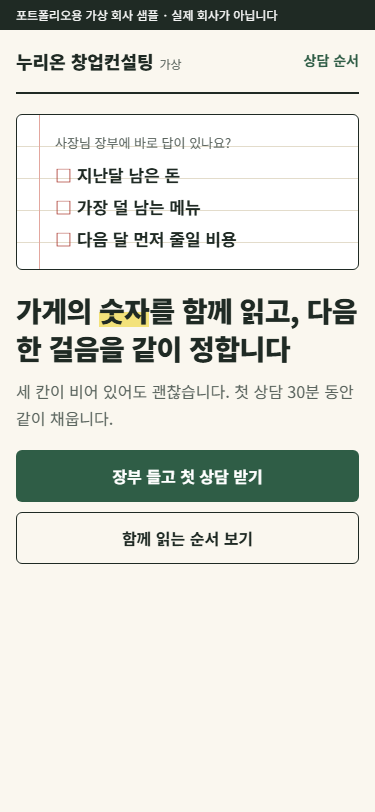 포트폴리오용 가상 회사 샘플 · 실제 회사가 아닙니다
누리온 창업컨설팅 가상
상담 순서
사장님 장부에 바로 답이 있나요?
□ 지난달 남은 돈
□ 가장 덜 남는 메뉴
□ 다음 달 먼저 줄일 비용
가게의 숫자를 함께 읽고, 다음
한 걸음을 같이 정합니다
세 칸이 비어 있어도 괜찮습니다. 첫 상담 30분 동안
같이 채웁니다.
장부 들고 첫 상담 받기
함께 읽는 순서 보기